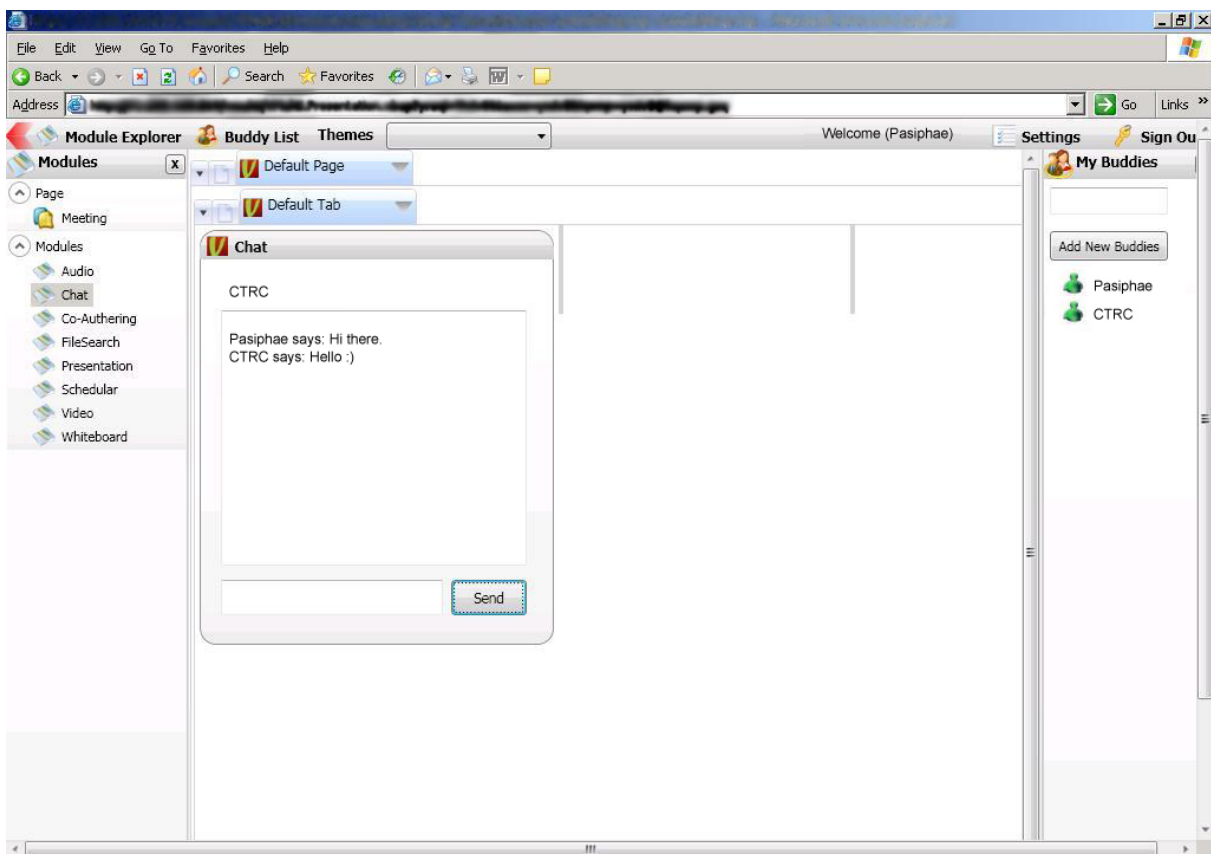 File Edit View Go To Favorites Help
Back Search Favorites
Address Go Links »
Module Explorer Buddy List Themes Welcome (Pasiphae) Settings Sign Ou
Modules x Default Page My Buddies
Page
Meeting Default Tab
Modules Chat Add New Buddies
Audio
Chat CTRC Pasiphae
Co-Authering CTRC
FileSearch Pasiphae says: Hi there.
CTRC says: Hello :)
Presentation
Schedular
Video
Whiteboard
Send